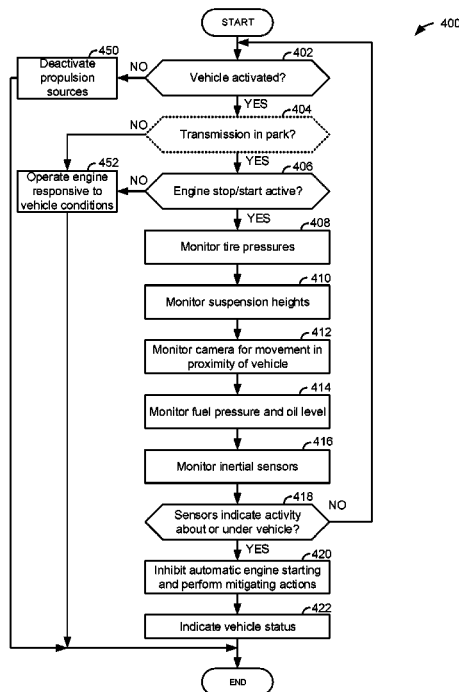 START
400
450
Deactivate
propulsion
sources
NO
402
Vehicle activated?
YES
404
NO
Transmission in park?
YES
452
Operate engine
responsive to
vehicle conditions
NO
406
Engine stop/start active?
YES
408
Monitor tire pressures
410
Monitor suspension heights
412
Monitor camera for movement in
proximity of vehicle
414
Monitor fuel pressure and oil level
416
Monitor inertial sensors
418
Sensors indicate activity
about or under vehicle?
NO
YES
420
Inhibit automatic engine starting
and perform mitigating actions
422
Indicate vehicle status
END